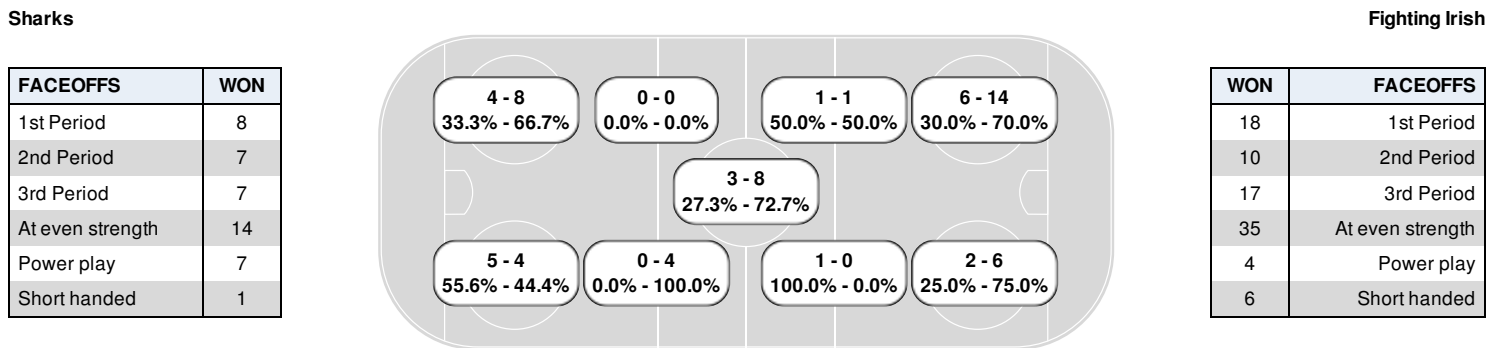 Sharks
Fighting Irish
FACEOFFS WON
1st Period 8
2nd Period 7
3rd Period 7
At even strength 14
Power play 7
Short handed 1
4 - 8
33.3% - 66.7%
0 - 0
0.0% - 0.0%
1 - 1
50.0% - 50.0%
6 - 14
30.0% - 70.0%
3 - 8
27.3% - 72.7%
5 - 4
55.6% - 44.4%
0 - 4
0.0% - 100.0%
1 - 0
100.0% - 0.0%
2 - 6
25.0% - 75.0%
WON FACEOFFS
18 1st Period
10 2nd Period
17 3rd Period
35 At even strength
4 Power play
6 Short handed